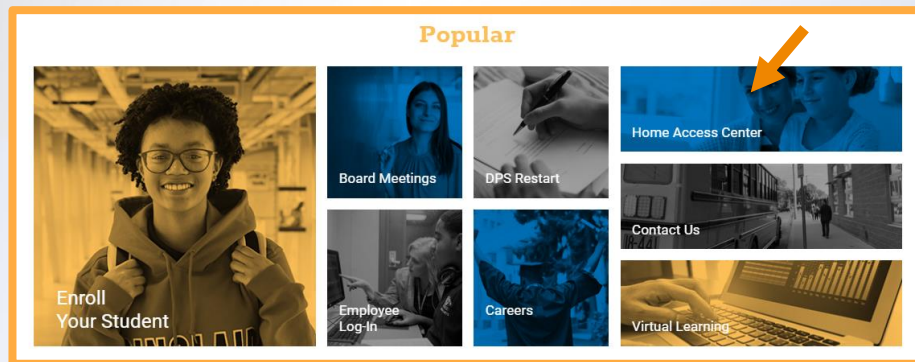 Popular
Enroll
Your Student
Board Meetings
DPS Restart
Employee
Log-In
Careers
Home Access Center
Contact Us
Virtual Learning